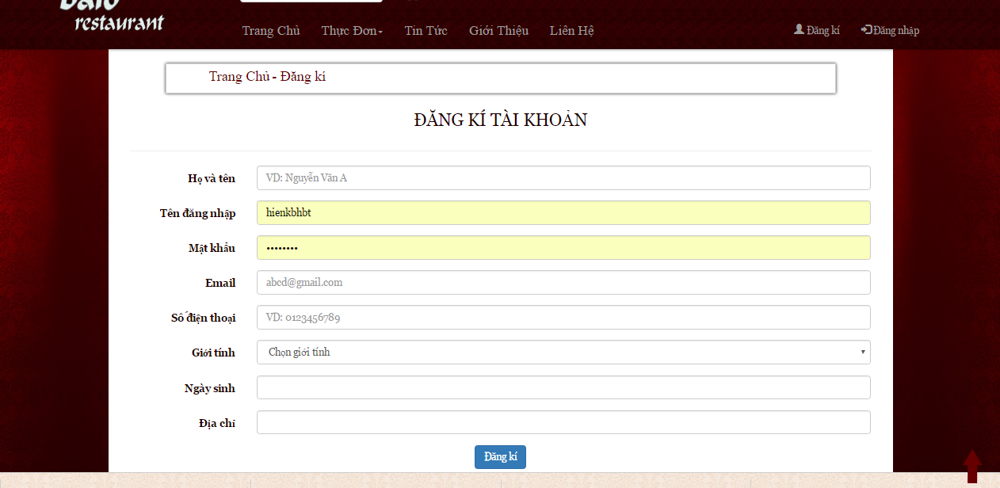 restaurant
Trang Chủ Thực Đơn Tin Tức Giới Thiệu Liên Hệ Đăng kí Đăng nhập
Trang Chủ - Đăng kí
ĐĂNG KÍ TÀI KHOẢN
Họ và tên VD: Nguyễn Văn A
Tên đăng nhập hienkbhbt
Mật khẩu ••••••••
Email abcd@gmail.com
Số điện thoại VD: 0123456789
Giới tính Chọn giới tính
Ngày sinh
Địa chỉ
Đăng kí